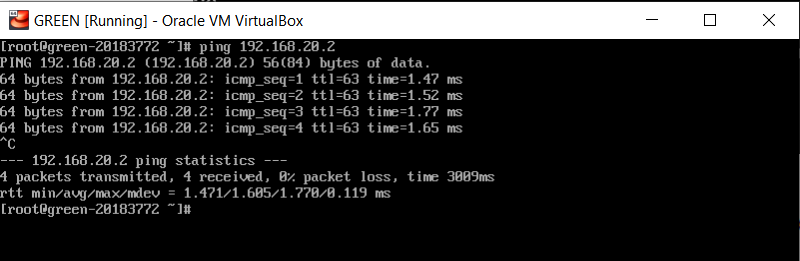 GREEN [Running] - Oracle VM VirtualBox
[root@green-20183772 ~]# ping 192.168.20.2
PING 192.168.20.2 (192.168.20.2) 56(84) bytes of data.
64 bytes from 192.168.20.2: icmp_seq=1 ttl=63 time=1.47 ms
64 bytes from 192.168.20.2: icmp_seq=2 ttl=63 time=1.52 ms
64 bytes from 192.168.20.2: icmp_seq=3 ttl=63 time=1.77 ms
64 bytes from 192.168.20.2: icmp_seq=4 ttl=63 time=1.65 ms
^C
--- 192.168.20.2 ping statistics ---
4 packets transmitted, 4 received, 0% packet loss, time 3009ms
rtt min/avg/max/mdev = 1.471/1.605/1.770/0.119 ms
[root@green-20183772 ~]#